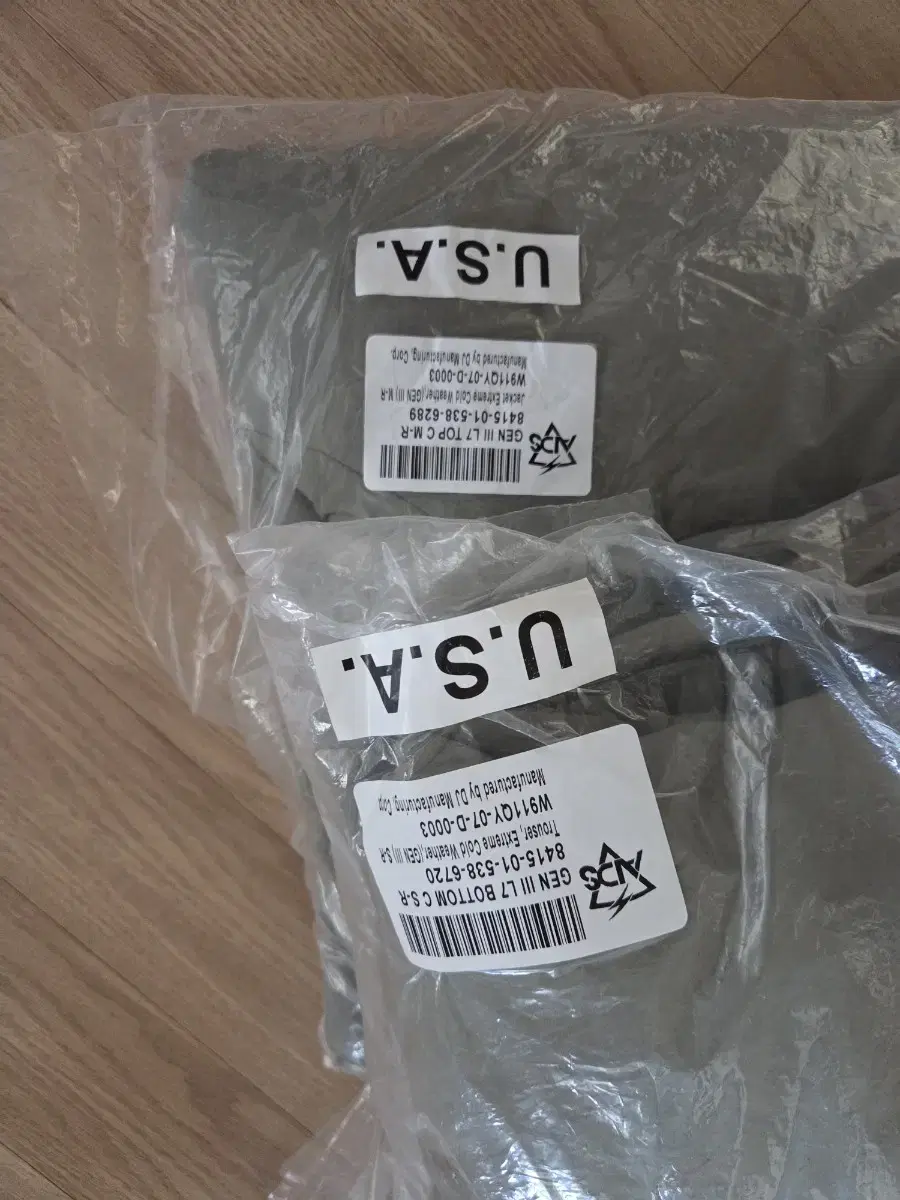 U.S.A.
GEN III L7 TOP C M-R
8415-01-538-6289
Jacket Extreme Cold Weather,(GEN III) M-R
W911QY-07-D-0003
Manufactured by DJ Manufacturing, Corp.
U.S.A.
GEN III L7 BOTTOM C S-R
8415-01-538-6720
Trouser, Extreme Cold Weather,(GEN III) S-R
W911QY-07-D-0003
Manufactured by DJ Manufacturing, Corp.